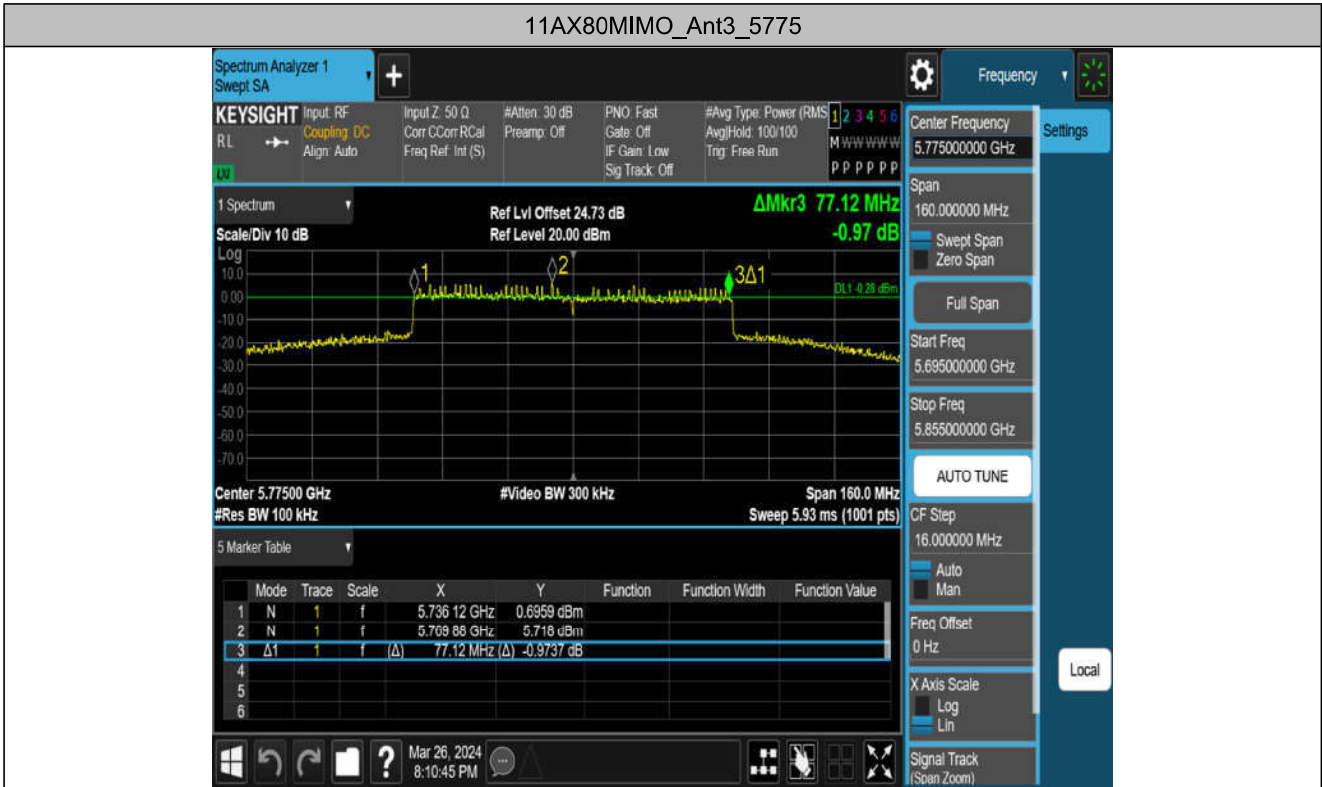 11AX80MIMO_Ant3_5775
Spectrum Analyzer 1
Swept SA
+
Frequency
KEYSIGHT
RL
LXI
Input: RF
Coupling: DC
Align: Auto
Input Z: 50 Ω
Corr CCorr RCal
Freq Ref: Int (S)
#Atten: 30 dB
Preamp: Off
PNO: Fast
Gate: Off
IF Gain: Low
Sig Track: Off
#Avg Type: Power (RMS
Avg|Hold: 100/100
Trig: Free Run
1 2 3 4 5 6
M W W W W W
P P P P P P
Center Frequency
5.775000000 GHz
Settings
Span
160.000000 MHz
Swept Span
Zero Span
Full Span
Start Freq
5.695000000 GHz
Stop Freq
5.855000000 GHz
AUTO TUNE
CF Step
16.000000 MHz
Auto
Man
Freq Offset
0 Hz
X Axis Scale
Log
Lin
Signal Track
(Span Zoom)
Local
1 Spectrum
Scale/Div 10 dB
Ref Lvl Offset 24.73 dB
Ref Level 20.00 dBm
ΔMkr3 77.12 MHz
-0.97 dB
Log
10.0
0.00
-10.0
-20.0
-30.0
-40.0
-50.0
-60.0
-70.0
1
2
3Δ1
DL1 -0.28 dBm
Center 5.77500 GHz
#Video BW 300 kHz
Span 160.0 MHz
#Res BW 100 kHz
Sweep 5.93 ms (1001 pts)
5 Marker Table
Mode Trace Scale X Y Function Function Width Function Value
1 N 1 f 5.736 12 GHz 0.6959 dBm
2 N 1 f 5.769 88 GHz 5.718 dBm
3 Δ1 1 f (Δ) 77.12 MHz (Δ) -0.9737 dB
4
5
6
?
Mar 26, 2024
8:10:45 PM